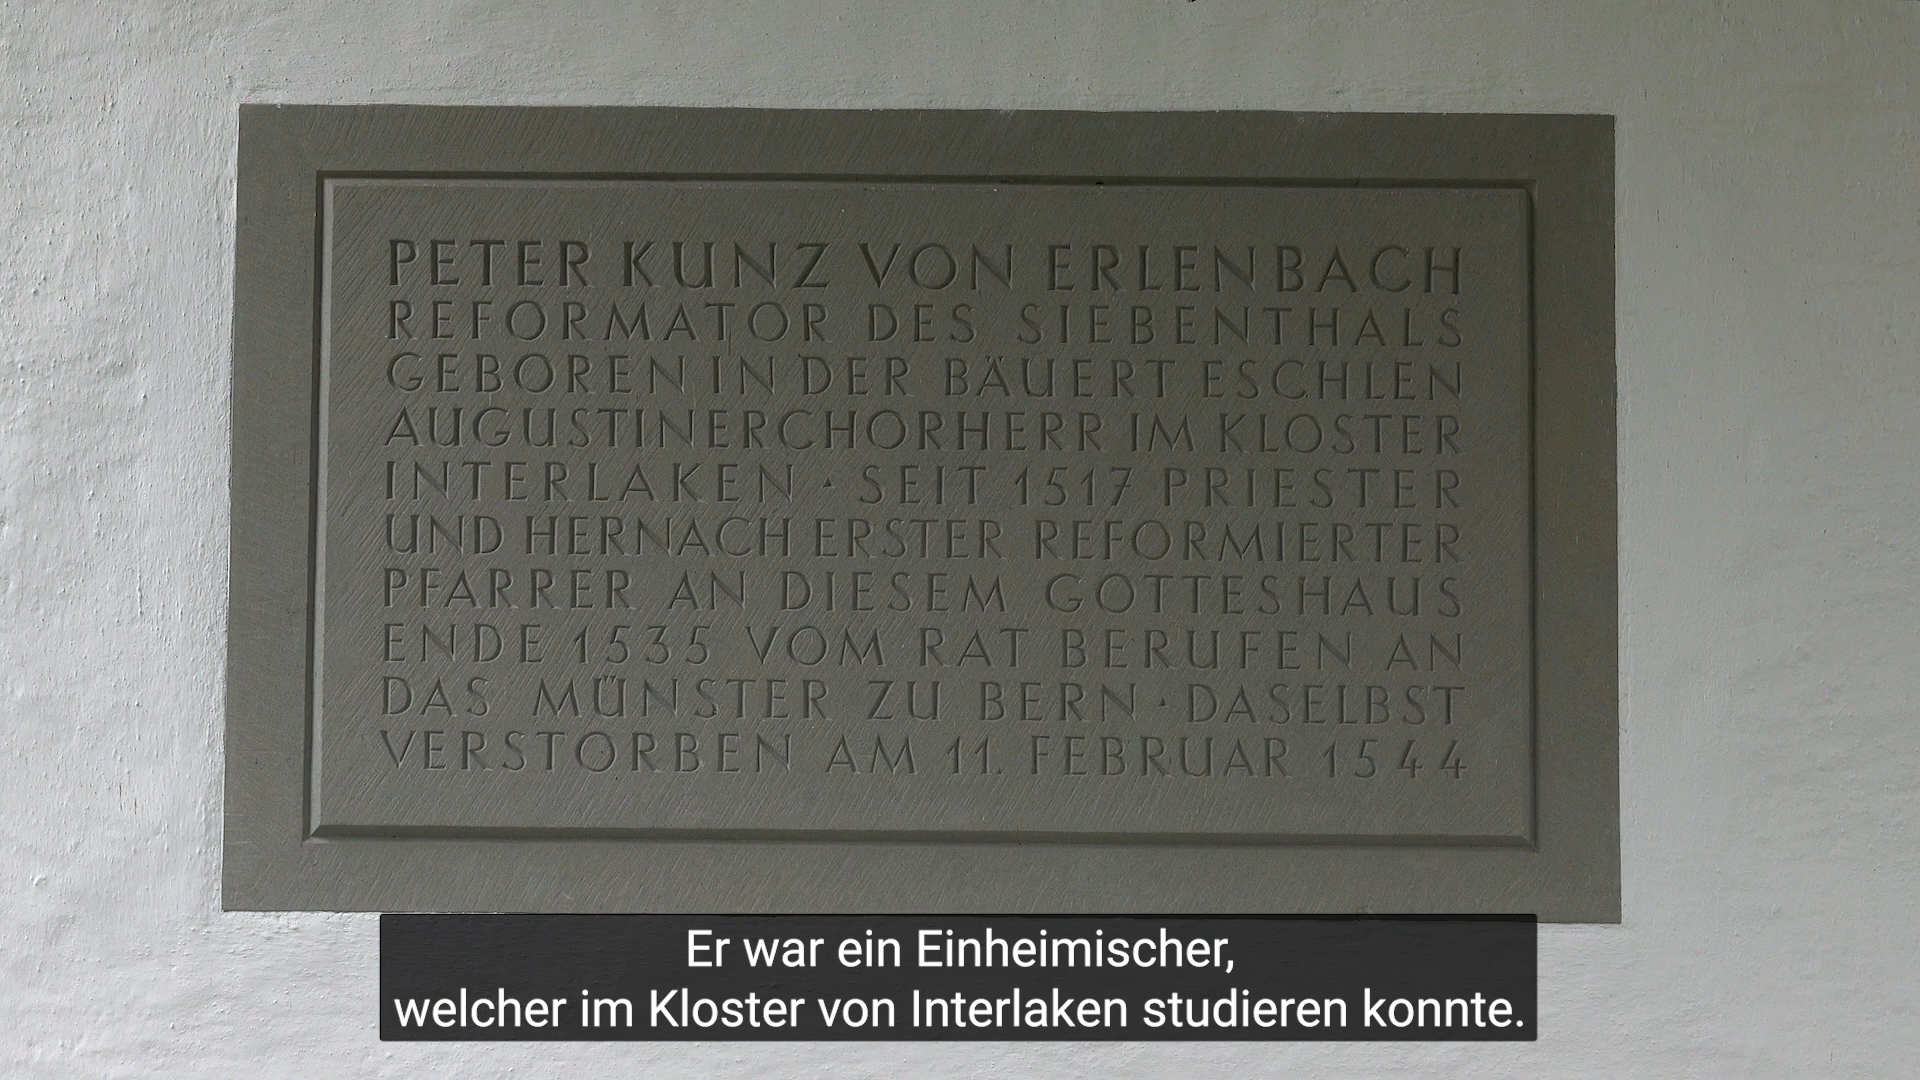 PETER KUNZ VON ERLENBACH
REFORMATOR DES SIEBENTHALS
GEBOREN IN DER BÄUERT ESCHLEN
AUGUSTINERCHORHERR IM KLOSTER
INTERLAKEN · SEIT 1517 PRIESTER
UND HERNACH ERSTER REFORMIERTER
PFARRER AN DIESEM GOTTESHAUS
ENDE 1535 VOM RAT BERUFEN AN
DAS MÜNSTER ZU BERN · DASELBST
VERSTORBEN AM 11. FEBRUAR 1544
Er war ein Einheimischer,
welcher im Kloster von Interlaken studieren konnte.